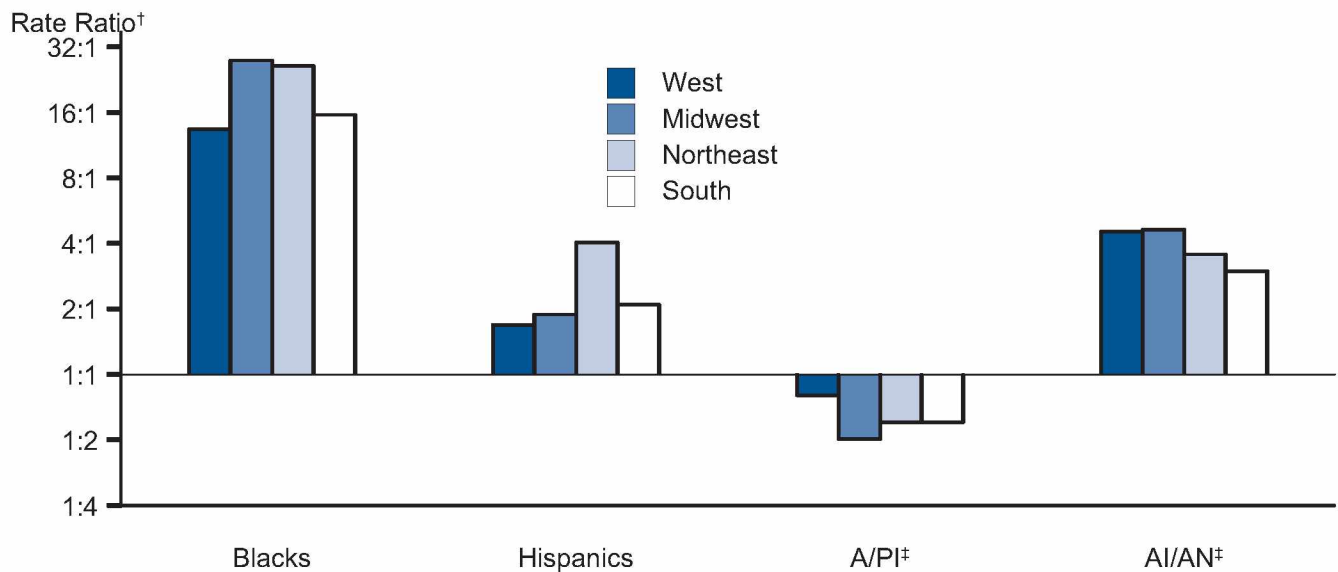 Rate Ratio†
32:1
16:1
8:1
4:1
2:1
1:1
1:2
1:4
West
Midwest
Northeast
South
Blacks Hispanics A/PI‡ AI/AN‡